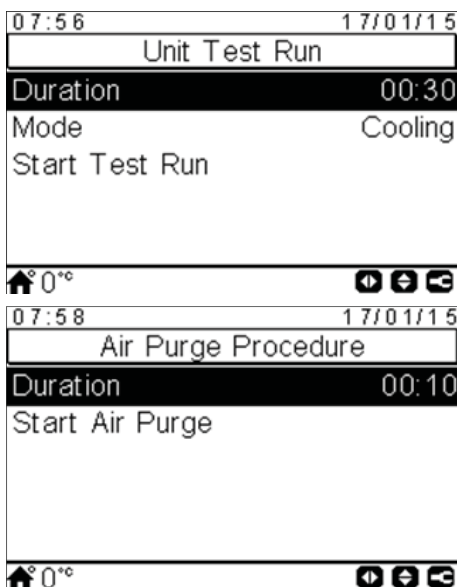 07:56 17/01/15
Unit Test Run
Duration 00:30
Mode Cooling
Start Test Run
0°C
07:58 17/01/15
Air Purge Procedure
Duration 00:10
Start Air Purge
0°C